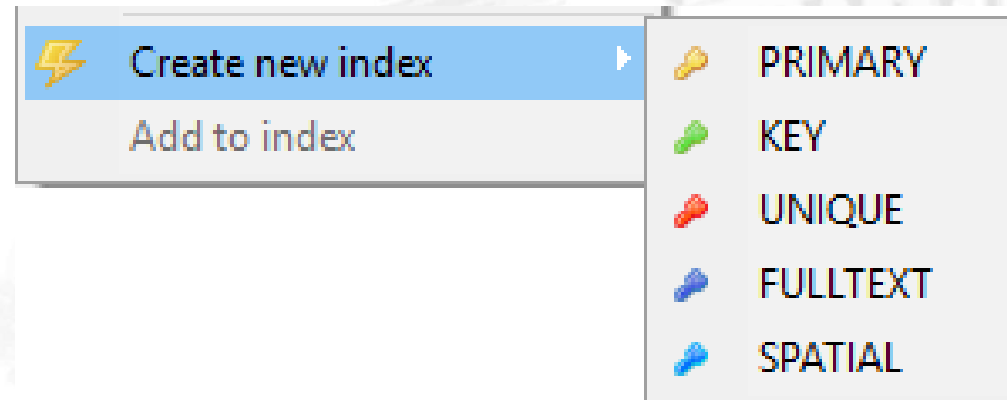 Create new index
Add to index
PRIMARY
KEY
UNIQUE
FULLTEXT
SPATIAL